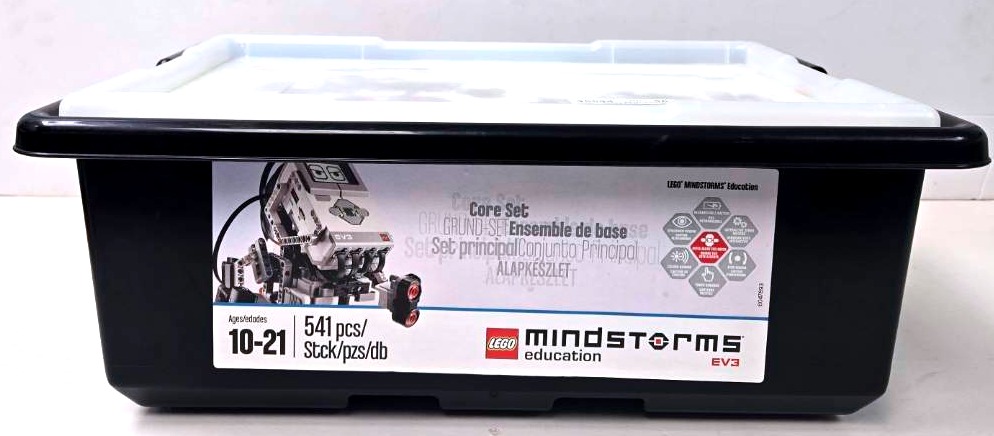 LEGO® MINDSTORMS® Education
Core Set
GRUND-SET Ensemble de base
Set principal Conjunto Principal
ALAPKÉSZLET
EV3
Ages/edades
10-21
541 pcs/
Stck/pzs/db
LEGO mindstorms
education
EV3